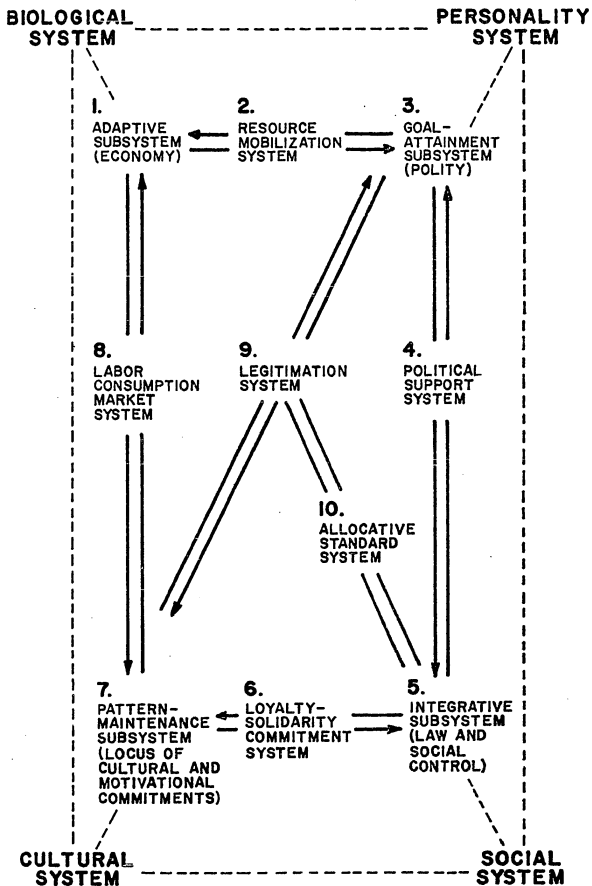 BIOLOGICAL
SYSTEM
PERSONALITY
SYSTEM
1.
ADAPTIVE
SUBSYSTEM
(ECONOMY)
2.
RESOURCE
MOBILIZATION
SYSTEM
3.
GOAL-
ATTAINMENT
SUBSYSTEM
(POLITY)
8.
LABOR
CONSUMPTION
MARKET
SYSTEM
9.
LEGITIMATION
SYSTEM
4.
POLITICAL
SUPPORT
SYSTEM
10.
ALLOCATIVE
STANDARD
SYSTEM
7.
PATTERN-
MAINTENANCE
SUBSYSTEM
(LOCUS OF
CULTURAL AND
MOTIVATIONAL
COMMITMENTS)
6.
LOYALTY-
SOLIDARITY
COMMITMENT
SYSTEM
5.
INTEGRATIVE
SUBSYSTEM
(LAW AND
SOCIAL
CONTROL)
CULTURAL
SYSTEM
SOCIAL
SYSTEM